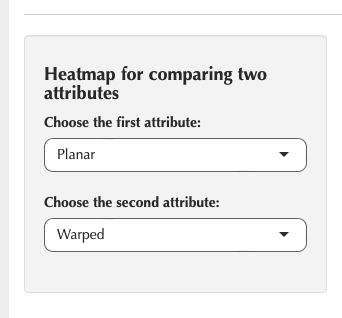 Heatmap for comparing two
attributes
Choose the first attribute:
Planar
Choose the second attribute:
Warped